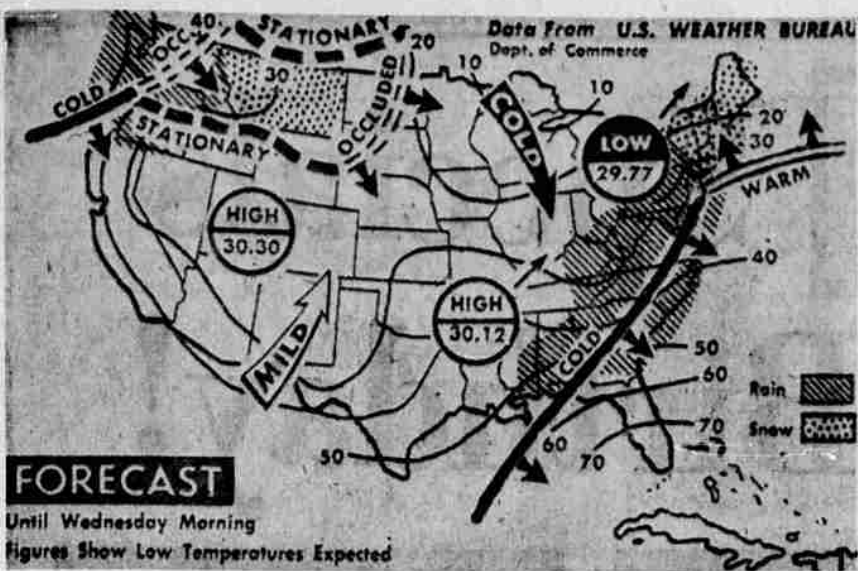 Data From U.S. WEATHER BUREAU
Dept. of Commerce
40
STATIONARY
20
OCCL
30
10
10
COLD
STATIONARY
OCCLUDED
COLD
LOW
29.77
20
30
WARM
HIGH
30.30
40
HIGH
30.12
MILD
COLD
50
60
Rain
70
Snow
50
60
70
FORECAST
Until Wednesday Morning
Figures Show Low Temperatures Expected